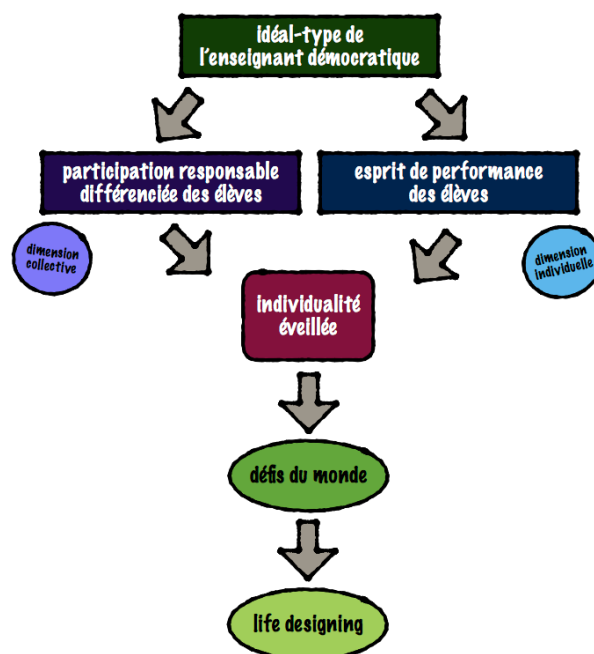 idéal-type de
l'enseignant démocratique
participation responsable
différenciée des élèves
esprit de performance
des élèves
dimension
collective
dimension
individuelle
individualité
éveillée
défis du monde
life designing